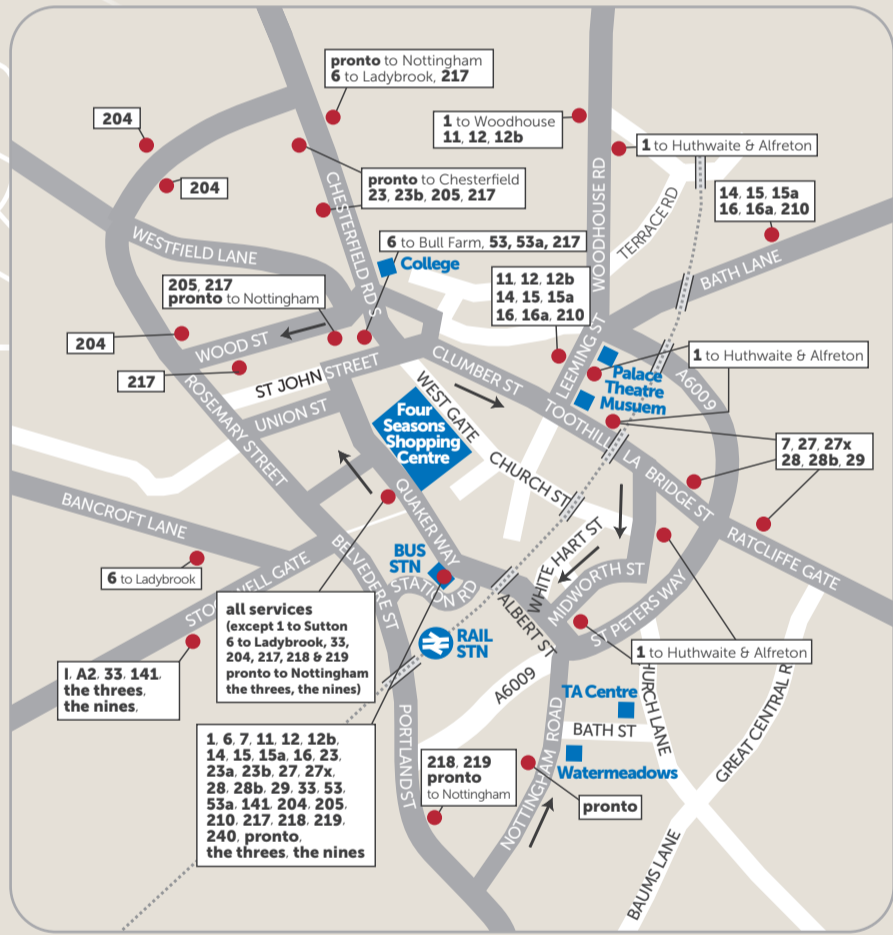 pronto to Nottingham
6 to Ladybrook, 217
204
1 to Woodhouse
11, 12, 12b
1 to Huthwaite & Alfreton
204
pronto to Chesterfield
23, 23b, 205, 217
14, 15, 15a
16, 16a, 210
CHESTERFIELD RD S
WOODHOUSE RD
TERRACE RD
WESTFIELD LANE
6 to Bull Farm, 53, 53a, 217
College
BATH LANE
205, 217
pronto to Nottingham
11, 12, 12b
14, 15, 15a
16, 16a, 210
204
WOOD ST
217
ST JOHN STREET
CLUMBER ST
LEEMING ST
1 to Huthwaite & Alfreton
Palace
Theatre
Musuem
A6009
ROSEMARY STREET
UNION ST
WEST GATE
Four
Seasons
Shopping
Centre
TOOTHILL LA
7, 27, 27x
28, 28b, 29
CHURCH ST
BRIDGE ST
RATCLIFFE GATE
BANCROFT LANE
QUAKER WAY
WHITE HART ST
6 to Ladybrook
STO
WELL GATE
BELVEDERE ST
BUS
STN
STATION RD
ALBERT ST
MIDWORTH ST
ST PETERS WAY
all services
(except 1 to Sutton
6 to Ladybrook, 33,
204, 217, 218 & 219
pronto to Nottingham
the threes, the nines)
RAIL
STN
1 to Huthwaite & Alfreton
I, A2, 33, 141,
the threes,
the nines,
A6009
TA Centre
HURCH LANE
GREAT CENTRAL R
BATH ST
1, 6, 7, 11, 12, 12b,
14, 15, 15a, 16, 23,
23a, 23b, 27, 27x,
28, 28b, 29, 33, 53,
53a, 141, 204, 205,
210, 217, 218, 219,
240, pronto,
the threes, the nines
PORTLAND ST
218, 219
pronto
to Nottingham
NOTTINGHAM ROAD
Watermeadows
pronto
BAUMS LANE